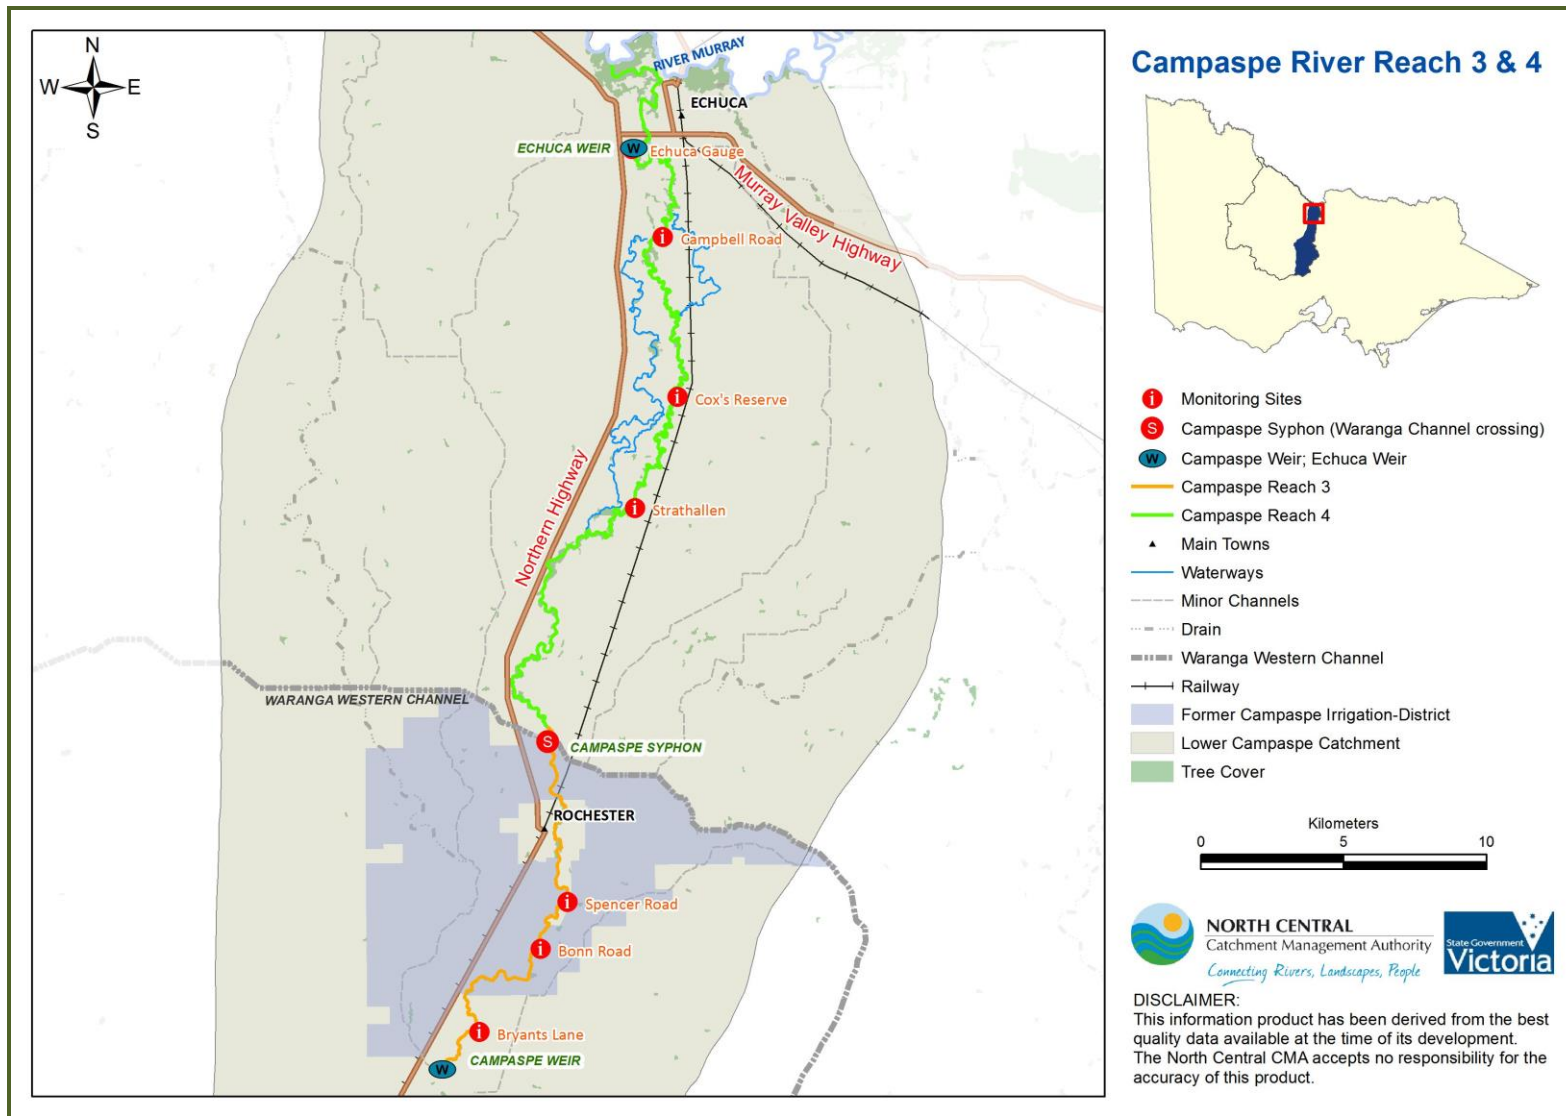 N
W
E
S
RIVER MURRAY
ECHUCA
ECHUCA WEIR
W
Echuca Gauge
Murray Valley Highway
i
Campbell Road
i
Cox's Reserve
Northern Highway
i
Strathallen
WARANGA WESTERN CHANNEL
S
CAMPASPE SYPHON
ROCHESTER
i
Spencer Road
i
Bonn Road
i
Bryants Lane
CAMPASPE WEIR
W
Campaspe River Reach 3 & 4
i
Monitoring Sites
S
Campaspe Syphon (Waranga Channel crossing)
W
Campaspe Weir; Echuca Weir
Campaspe Reach 3
Campaspe Reach 4
Main Towns
Waterways
Minor Channels
Drain
Waranga Western Channel
Railway
Former Campaspe Irrigation-District
Lower Campaspe Catchment
Tree Cover
Kilometers
0
5
10
NORTH CENTRAL
Catchment Management Authority
Connecting Rivers, Landscapes, People
State Government
Victoria
DISCLAIMER:
This information product has been derived from the best
quality data available at the time of its development.
The North Central CMA accepts no responsibility for the
accuracy of this product.